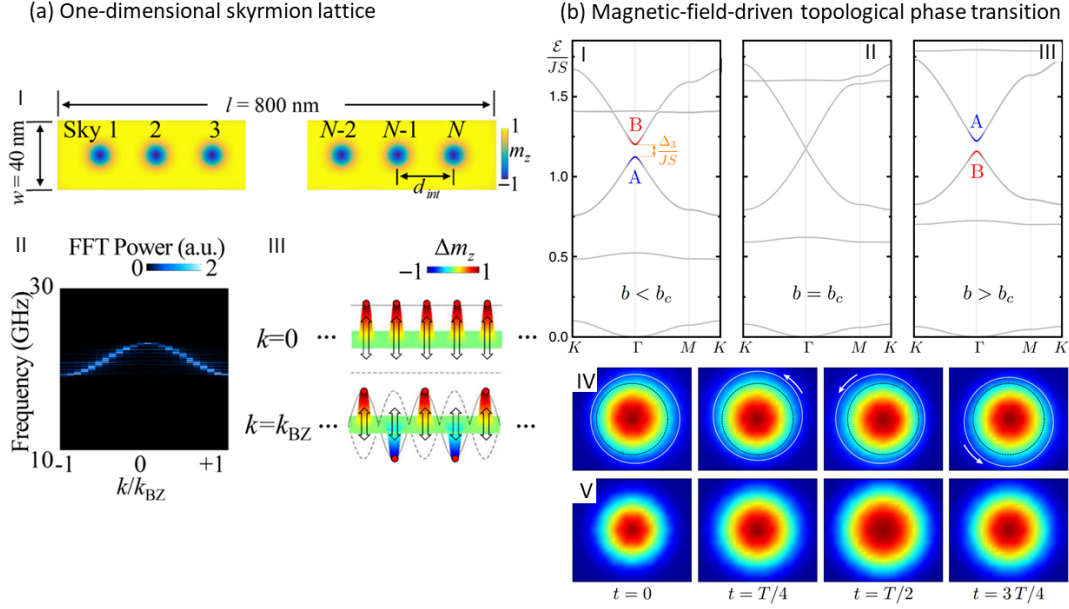 (a) One-dimensional skyrmion lattice
I
l = 800 nm
w = 40 nm
Sky 1 2 3 N-2 N-1 N
d_int
1
m_z
−1
II
FFT Power (a.u.)
0 2
30
Frequency (GHz)
10
-1 0 +1
k/k_BZ
III
Δm_z
−1 1
k=0 ··· ···
k=k_BZ ··· ···
(b) Magnetic-field-driven topological phase transition
ℰ/JS
I II III
1.5
1.0
0.5
0.0
B
Δ_3/JS
A
b < b_c
K Γ M K
b = b_c
K Γ M K
A
B
b > b_c
K Γ M K
IV
V
t = 0 t = T/4 t = T/2 t = 3T/4